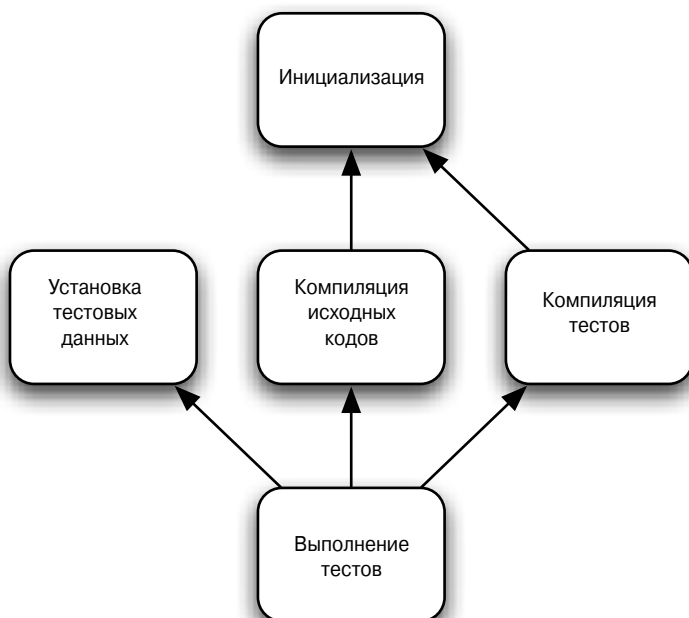 Инициализация
Установка
тестовых
данных
Компиляция
исходных
кодов
Компиляция
тестов
Выполнение
тестов